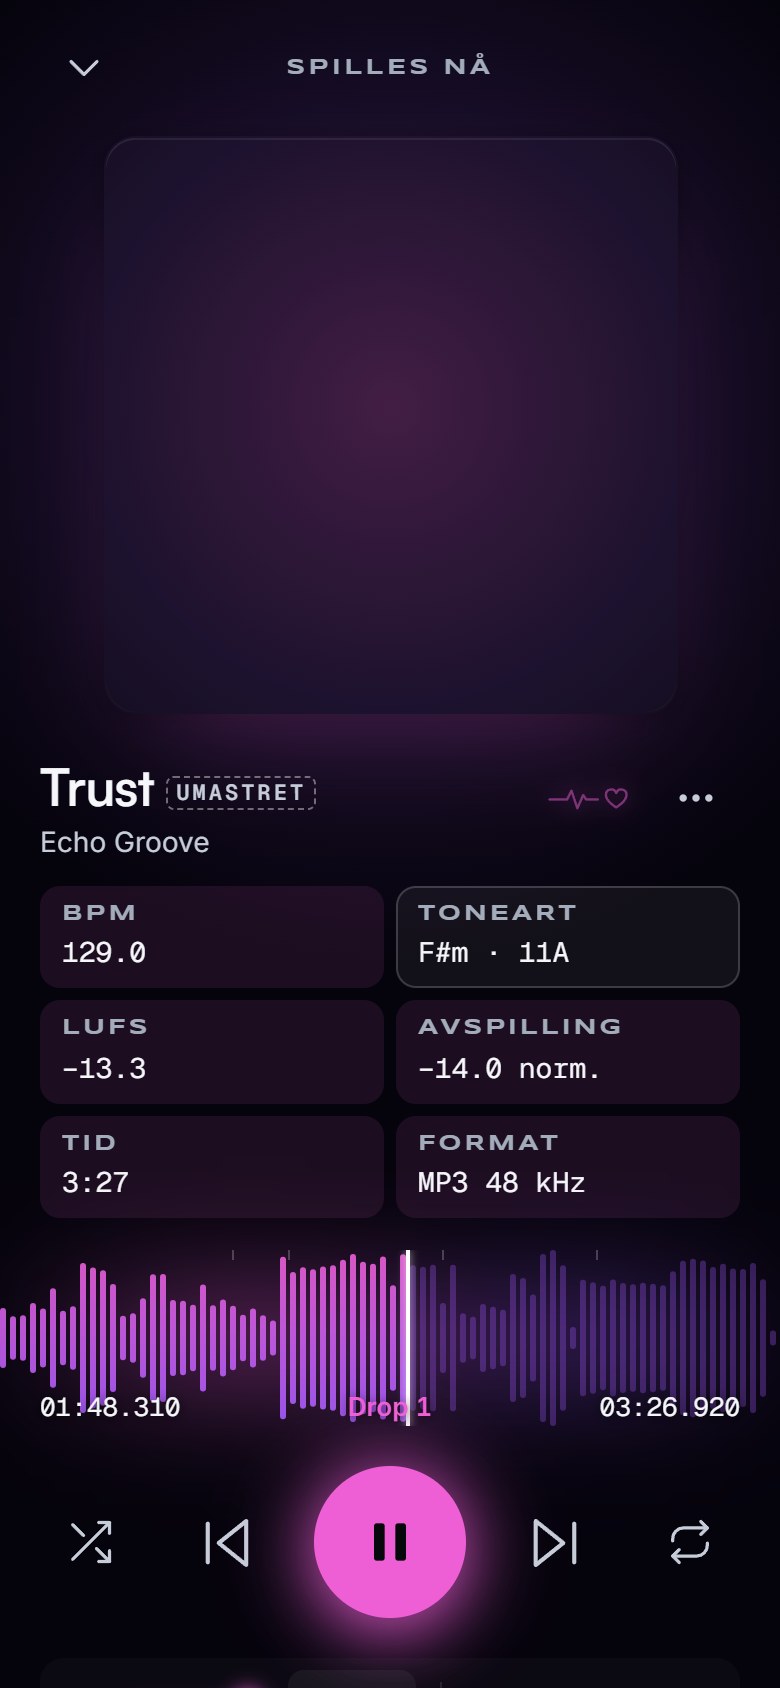 SPILLES NÅ
Trust UMASTRET
Echo Groove
BPM
129.0
TONEART
F#m · 11A
LUFS
−13.3
AVSPILLING
−14.0 norm.
TID
3:27
FORMAT
MP3 48 kHz
01:48.310 Drop 1 03:26.920